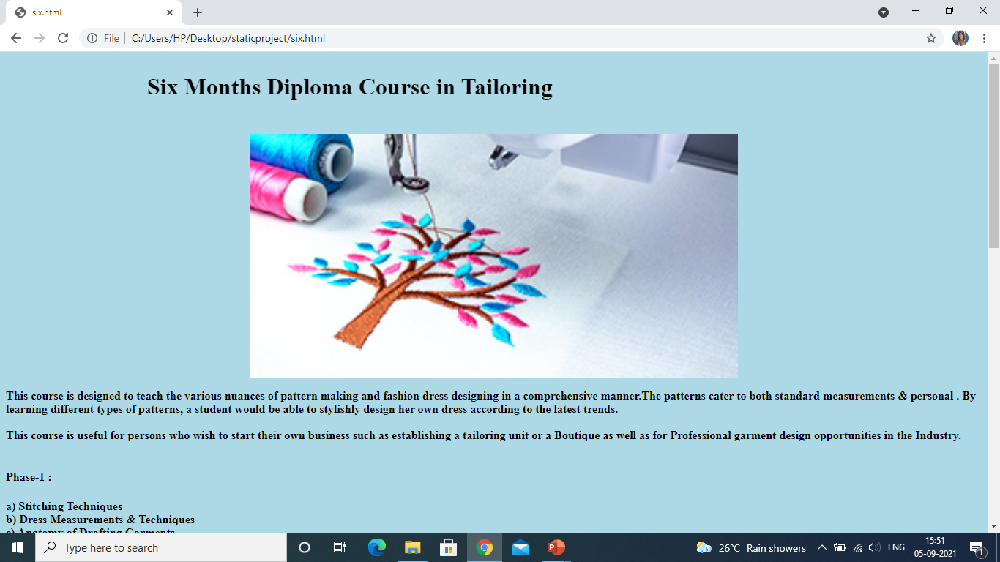 six.html
File
C:/Users/HP/Desktop/staticproject/six.html
Six Months Diploma Course in Tailoring
This course is designed to teach the various nuances of pattern making and fashion dress designing in a comprehensive manner.The patterns cater to both standard measurements & personal . By
learning different types of patterns, a student would be able to stylishly design her own dress according to the latest trends.
This course is useful for persons who wish to start their own business such as establishing a tailoring unit or a Boutique as well as for Professional garment design opportunities in the Industry.
Phase-1 :
a) Stitching Techniques
b) Dress Measurements & Techniques
c) Anatomy of Drafting Garments
Type here to search
26°C Rain showers
ENG
15:51
05-09-2021
1